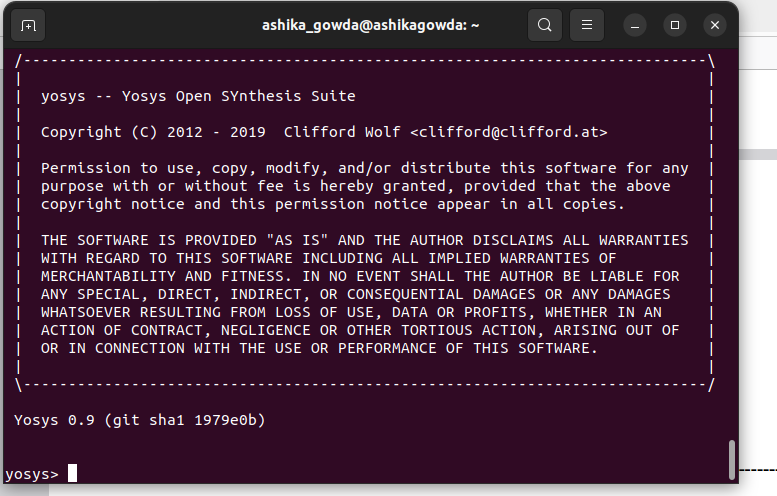 ashika_gowda@ashikagowda: ~
/----------------------------------------------------------------------------\
| |
| yosys -- Yosys Open SYnthesis Suite |
| |
| Copyright (C) 2012 - 2019  Clifford Wolf <clifford@clifford.at> |
| |
| Permission to use, copy, modify, and/or distribute this software for any |
| purpose with or without fee is hereby granted, provided that the above |
| copyright notice and this permission notice appear in all copies. |
| |
| THE SOFTWARE IS PROVIDED "AS IS" AND THE AUTHOR DISCLAIMS ALL WARRANTIES |
| WITH REGARD TO THIS SOFTWARE INCLUDING ALL IMPLIED WARRANTIES OF |
| MERCHANTABILITY AND FITNESS. IN NO EVENT SHALL THE AUTHOR BE LIABLE FOR |
| ANY SPECIAL, DIRECT, INDIRECT, OR CONSEQUENTIAL DAMAGES OR ANY DAMAGES |
| WHATSOEVER RESULTING FROM LOSS OF USE, DATA OR PROFITS, WHETHER IN AN |
| ACTION OF CONTRACT, NEGLIGENCE OR OTHER TORTIOUS ACTION, ARISING OUT OF |
| OR IN CONNECTION WITH THE USE OR PERFORMANCE OF THIS SOFTWARE. |
| |
\----------------------------------------------------------------------------/
Yosys 0.9 (git sha1 1979e0b)
yosys>